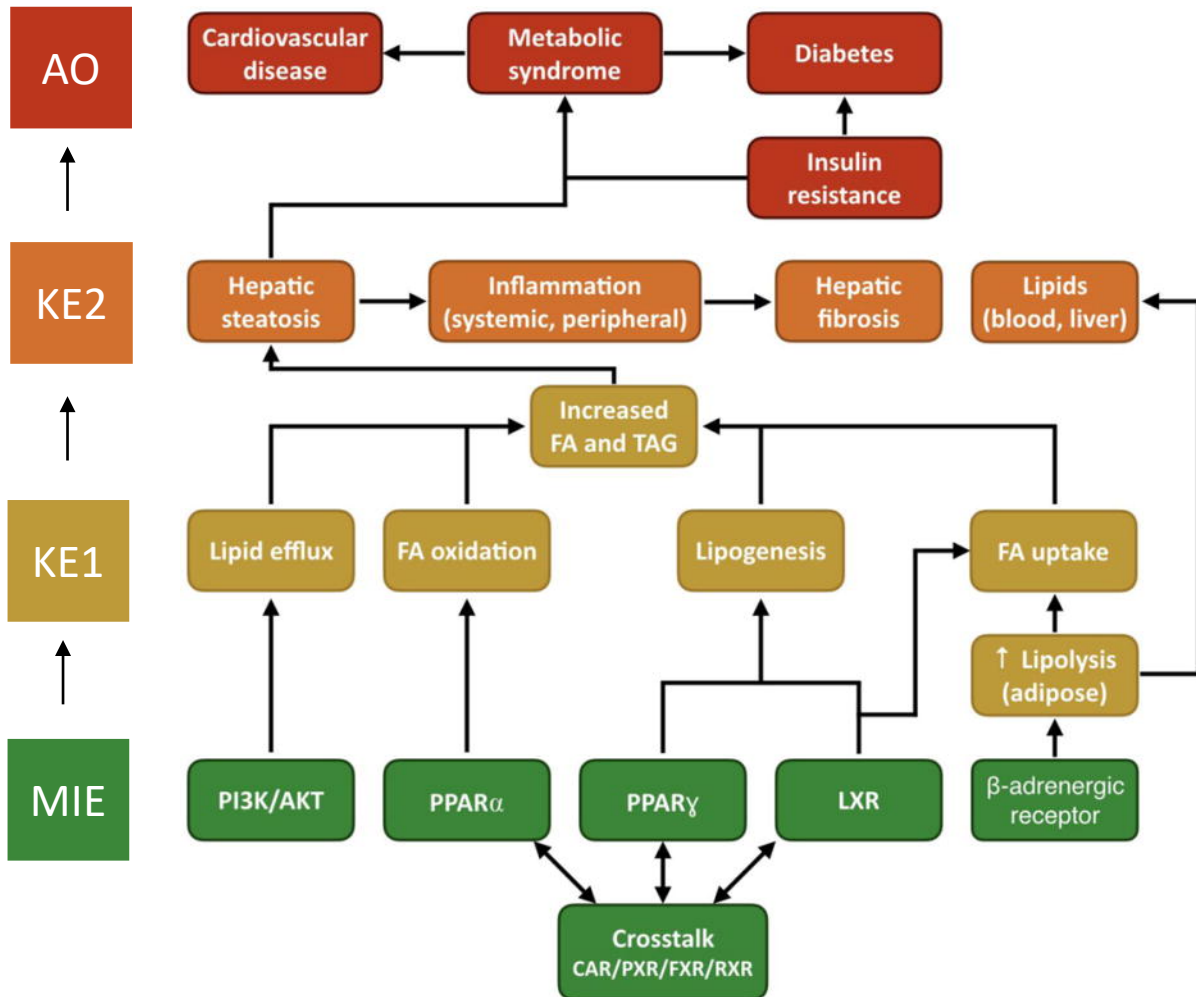 AO
Cardiovascular
disease
Metabolic
syndrome
Diabetes
Insulin
resistance
KE2
Hepatic
steatosis
Inflammation
(systemic, peripheral)
Hepatic
fibrosis
Lipids
(blood, liver)
Increased
FA and TAG
KE1
Lipid efflux
FA oxidation
Lipogenesis
FA uptake
↑ Lipolysis
(adipose)
MIE
PI3K/AKT
PPARα
PPARγ
LXR
β-adrenergic
receptor
Crosstalk
CAR/PXR/FXR/RXR